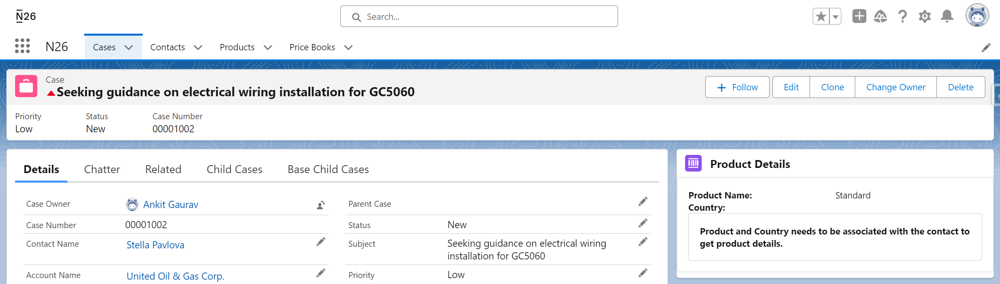 N26
Search...
N26
Cases
Contacts
Products
Price Books
Case
Seeking guidance on electrical wiring installation for GC5060
Follow
Edit
Clone
Change Owner
Delete
Priority
Low
Status
New
Case Number
00001002
Details
Chatter
Related
Child Cases
Base Child Cases
Case Owner
Ankit Gaurav
Parent Case
Case Number
00001002
Status
New
Contact Name
Stella Pavlova
Subject
Seeking guidance on electrical wiring
installation for GC5060
Account Name
United Oil & Gas Corp.
Priority
Low
Product Details
Product Name:
Standard
Country:
Product and Country needs to be associated with the contact to
get product details.